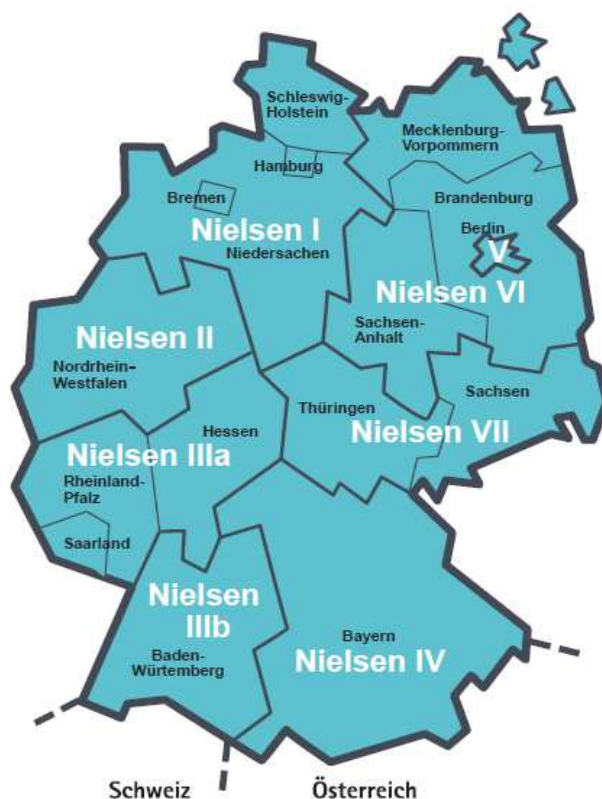 Schleswig-
Holstein
Mecklenburg-
Vorpommern
Hamburg
Bremen
Brandenburg
Nielsen I
Berlin
V
Niedersachen
Nielsen VI
Nielsen II
Sachsen-
Anhalt
Nordrhein-
Westfalen
Sachsen
Thüringen
Hessen
Nielsen VII
Nielsen IIIa
Rheinland-
Pfalz
Saarland
Nielsen
IIIb
Bayern
Baden-
Würtemberg
Nielsen IV
Schweiz
Österreich